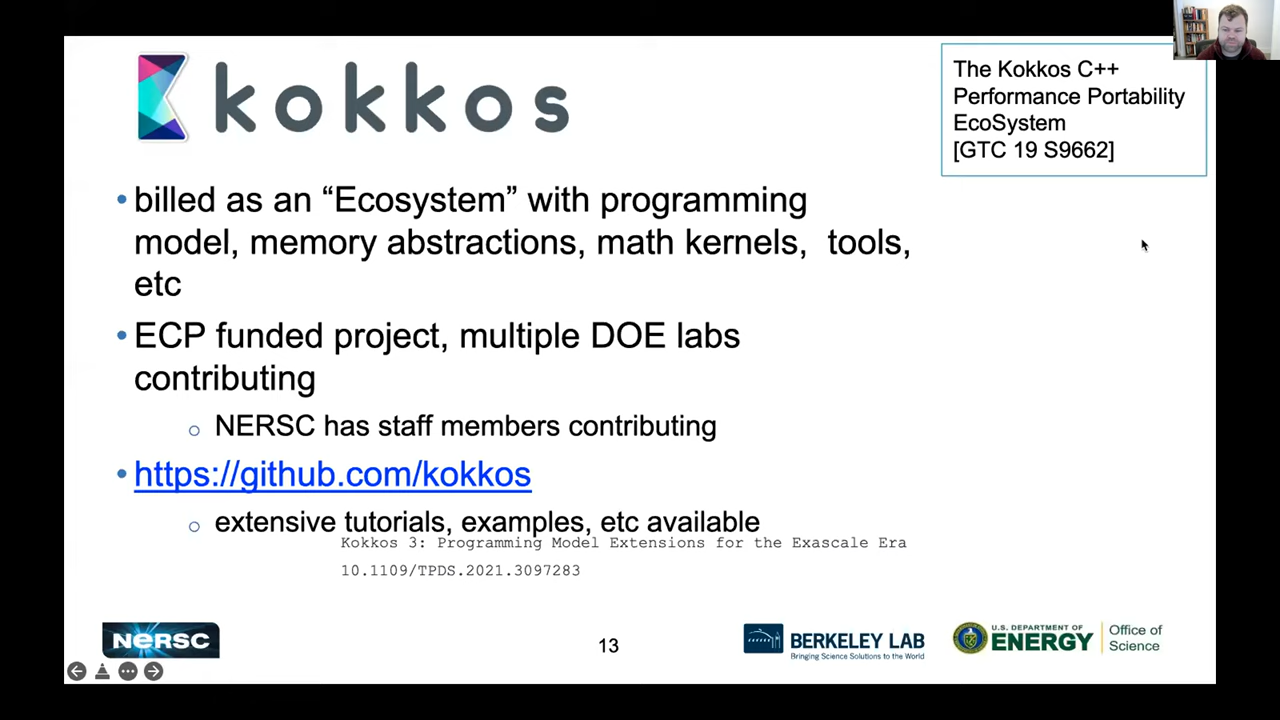 kokkos
The Kokkos C++
Performance Portability
EcoSystem
[GTC 19 S9662]
•billed as an “Ecosystem” with programming
model, memory abstractions, math kernels, tools,
etc
•ECP funded project, multiple DOE labs
contributing
o NERSC has staff members contributing
•https://github.com/kokkos
o extensive tutorials, examples, etc available
Kokkos 3: Programming Model Extensions for the Exascale Era
10.1109/TPDS.2021.3097283
NERSC
13
BERKELEY LAB
Bringing Science Solutions to the World
U.S. DEPARTMENT OF
ENERGY
Office of
Science